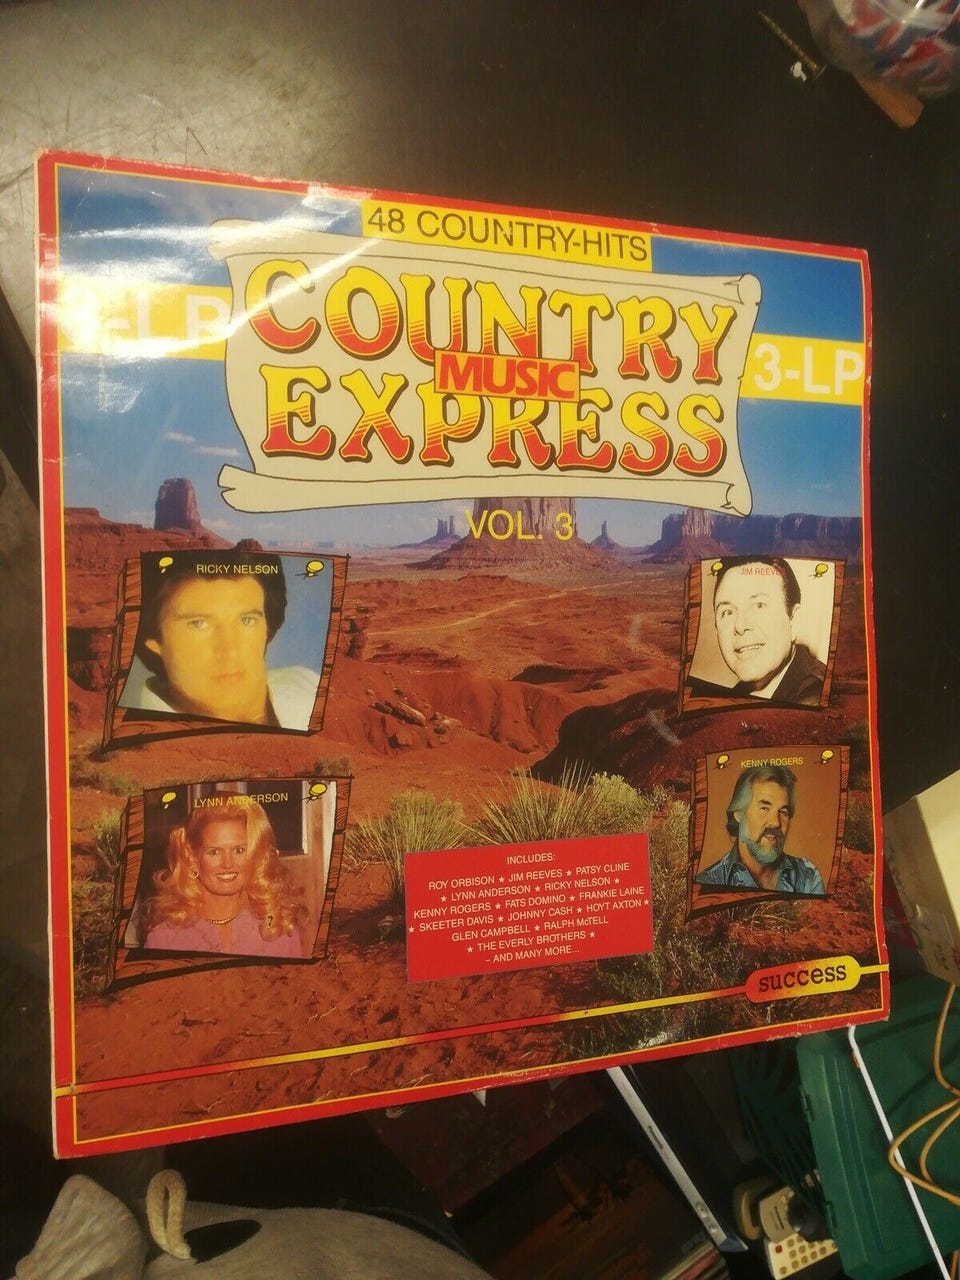 48 COUNTRY-HITS
3-LP
COUNTRY
MUSIC
EXPRESS
3-LP
VOL. 3
RICKY NELSON
JIM REEVES
LYNN ANDERSON
KENNY ROGERS
INCLUDES:
ROY ORBISON ★ JIM REEVES ★ PATSY CLINE
★ LYNN ANDERSON ★ RICKY NELSON ★
KENNY ROGERS ★ FATS DOMINO ★ FRANKIE LAINE
★ SKEETER DAVIS ★ JOHNNY CASH ★ HOYT AXTON ★
GLEN CAMPBELL ★ RALPH McTELL
★ THE EVERLY BROTHERS ★
– AND MANY MORE...
success